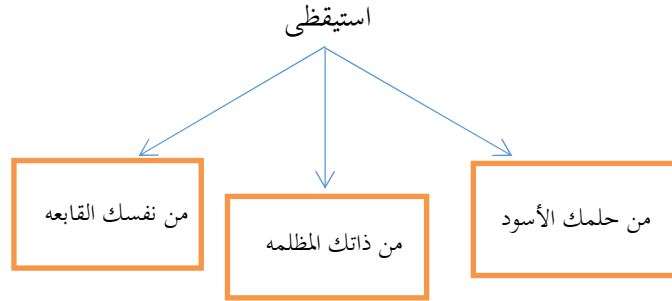 استيقظى
من حلمك الأسود
من ذاتك المظلمه
من نفسك القابعه